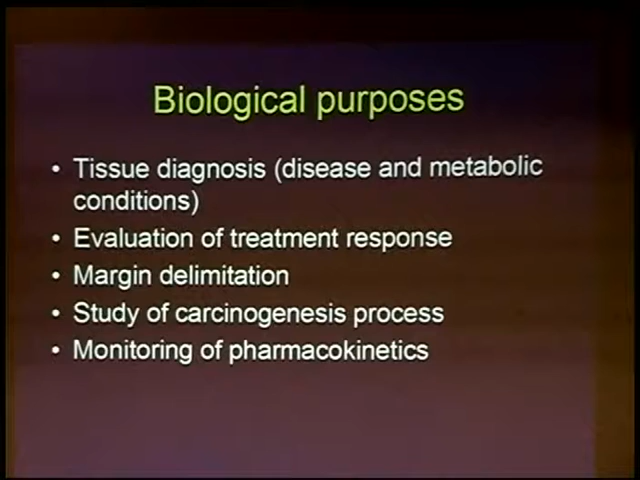 Biological purposes
• Tissue diagnosis (disease and metabolic
conditions)
• Evaluation of treatment response
• Margin delimitation
• Study of carcinogenesis process
• Monitoring of pharmacokinetics